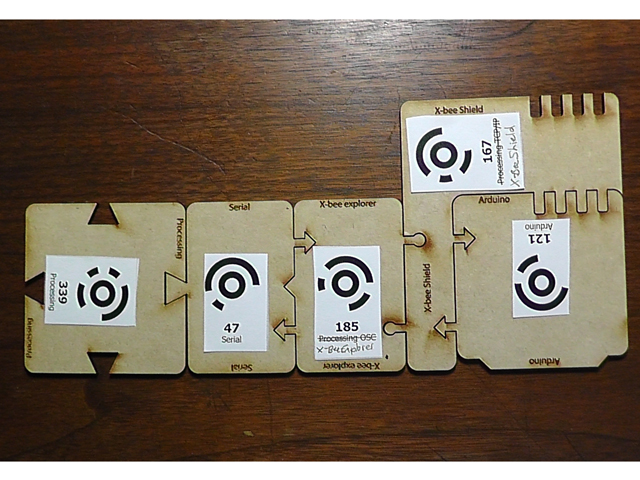 Processing
339
Processing
Processing
Serial
47
Serial
Serial
X-bee explorer
185
Processing OSC
X-BeeExplorer
X-bee explorer
X-bee Shield
167
Processing TCP/IP
X-BeeShield
X-bee Shield
Arduino
121
Arduino
Arduino